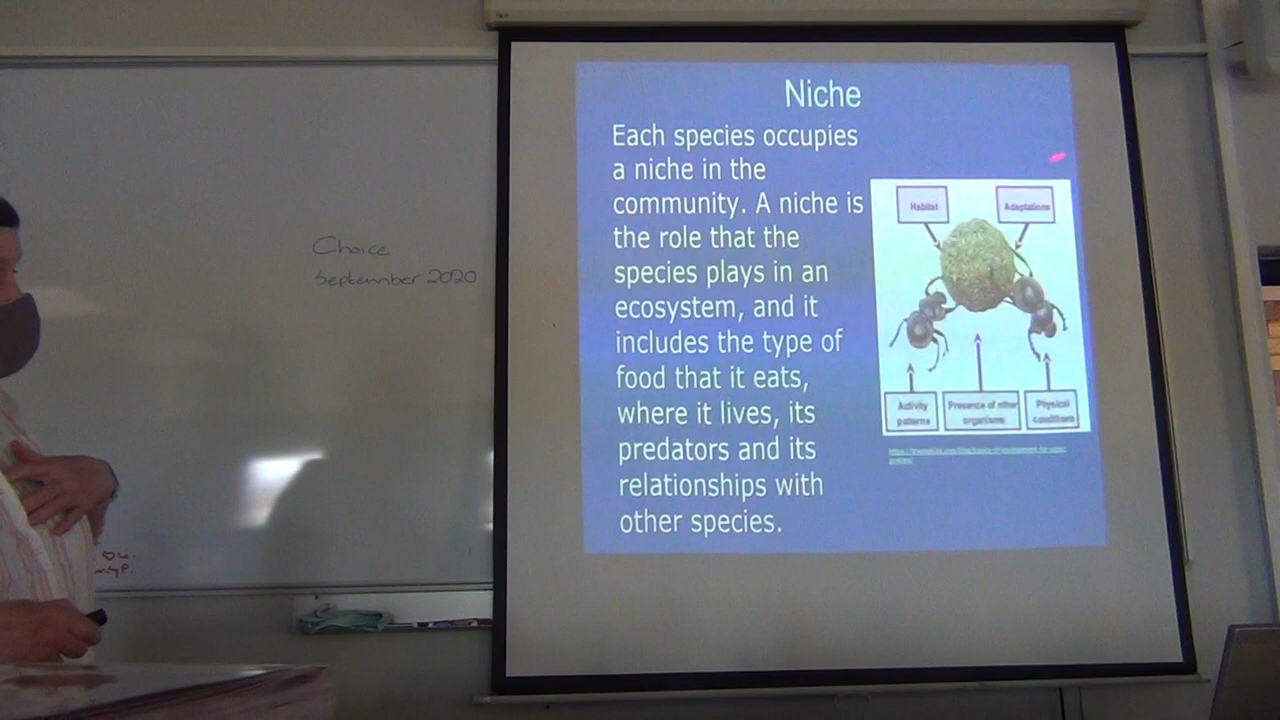 Choice
September 2020
Niche
Each species occupies
a niche in the
community. A niche is
the role that the
species plays in an
ecosystem, and it
includes the type of
food that it eats,
where it lives, its
predators and its
relationships with
other species.
Habitat
Adaptations
Activity
patterns
Presence of other
organisms
Physical
conditions